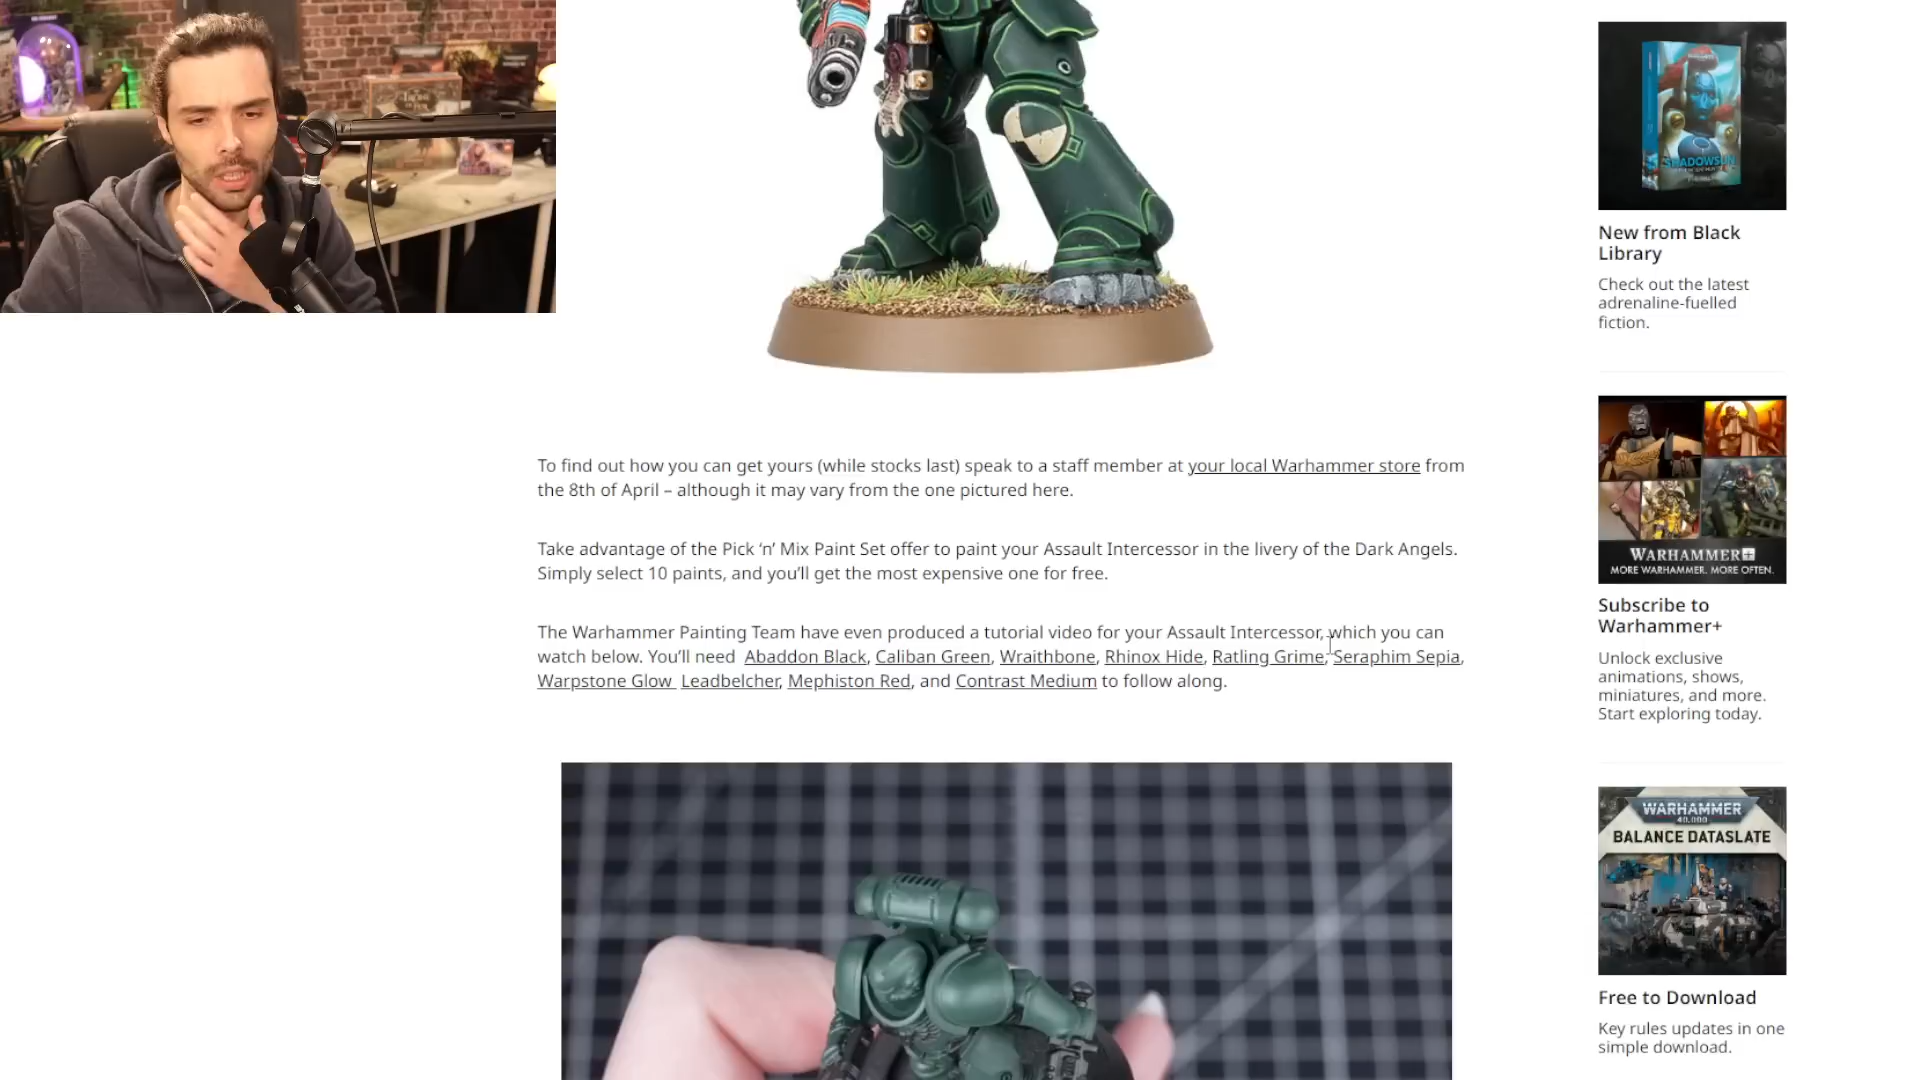 To find out how you can get yours (while stocks last) speak to a staff member at your local Warhammer store from
the 8th of April – although it may vary from the one pictured here.
Take advantage of the Pick ‘n’ Mix Paint Set offer to paint your Assault Intercessor in the livery of the Dark Angels.
Simply select 10 paints, and you’ll get the most expensive one for free.
The Warhammer Painting Team have even produced a tutorial video for your Assault Intercessor, which you can
watch below. You’ll need Abaddon Black, Caliban Green, Wraithbone, Rhinox Hide, Ratling Grime, Seraphim Sepia,
Warpstone Glow Leadbelcher, Mephiston Red, and Contrast Medium to follow along.
SHADOWSUN
New from Black
Library
Check out the latest
adrenaline-fuelled
fiction.
WARHAMMER+
MORE WARHAMMER. MORE OFTEN.
Subscribe to
Warhammer+
Unlock exclusive
animations, shows,
miniatures, and more.
Start exploring today.
WARHAMMER
40,000
BALANCE DATASLATE
Free to Download
Key rules updates in one
simple download.